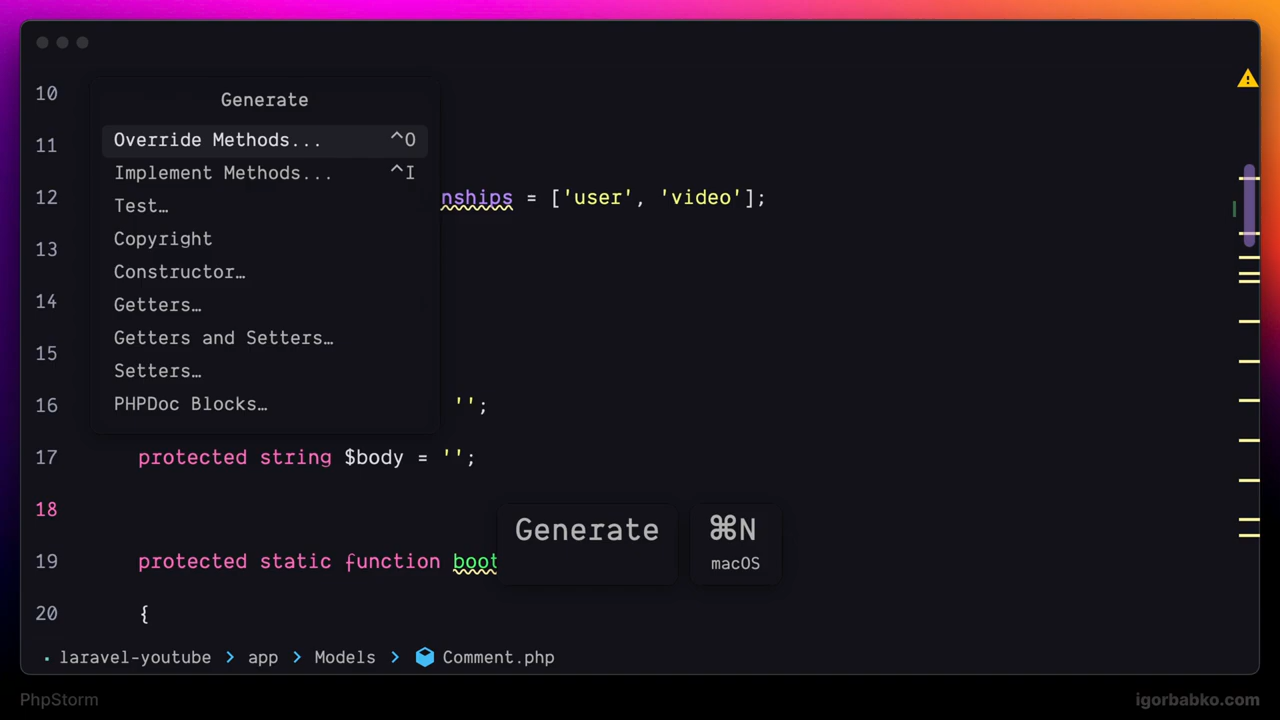 10
Generate
Override Methods... ^O
11
Implement Methods... ^I
12 nships = ['user', 'video'];
Test…
Copyright
13
Constructor…
14
Getters…
Getters and Setters…
15
Setters…
PHPDoc Blocks…
16 '';
17 protected string $body = '';
18
Generate ⌘N
macOS
19 protected static function boot
20 {
laravel-youtube > app > Models > Comment.php
PhpStorm
igorbabko.com